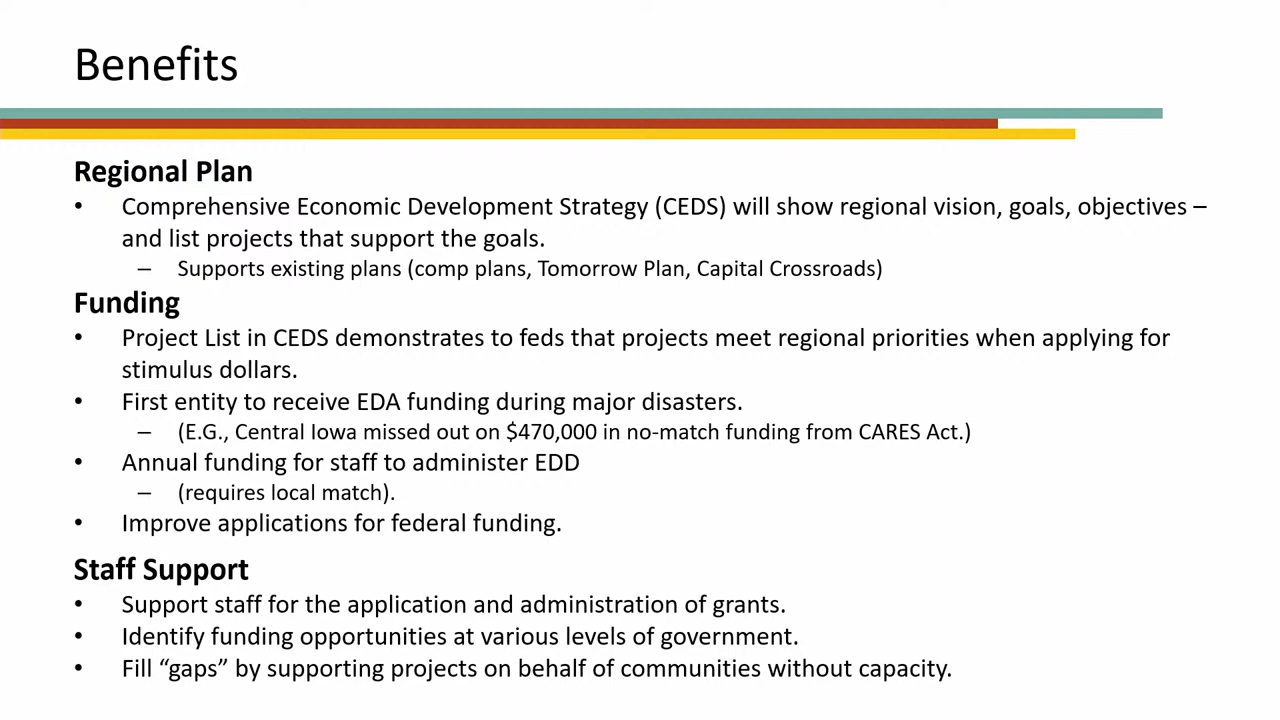 Benefits
Regional Plan
• Comprehensive Economic Development Strategy (CEDS) will show regional vision, goals, objectives –
and list projects that support the goals.
– Supports existing plans (comp plans, Tomorrow Plan, Capital Crossroads)
Funding
• Project List in CEDS demonstrates to feds that projects meet regional priorities when applying for
stimulus dollars.
• First entity to receive EDA funding during major disasters.
– (E.G., Central Iowa missed out on $470,000 in no-match funding from CARES Act.)
• Annual funding for staff to administer EDD
– (requires local match).
• Improve applications for federal funding.
Staff Support
• Support staff for the application and administration of grants.
• Identify funding opportunities at various levels of government.
• Fill “gaps” by supporting projects on behalf of communities without capacity.